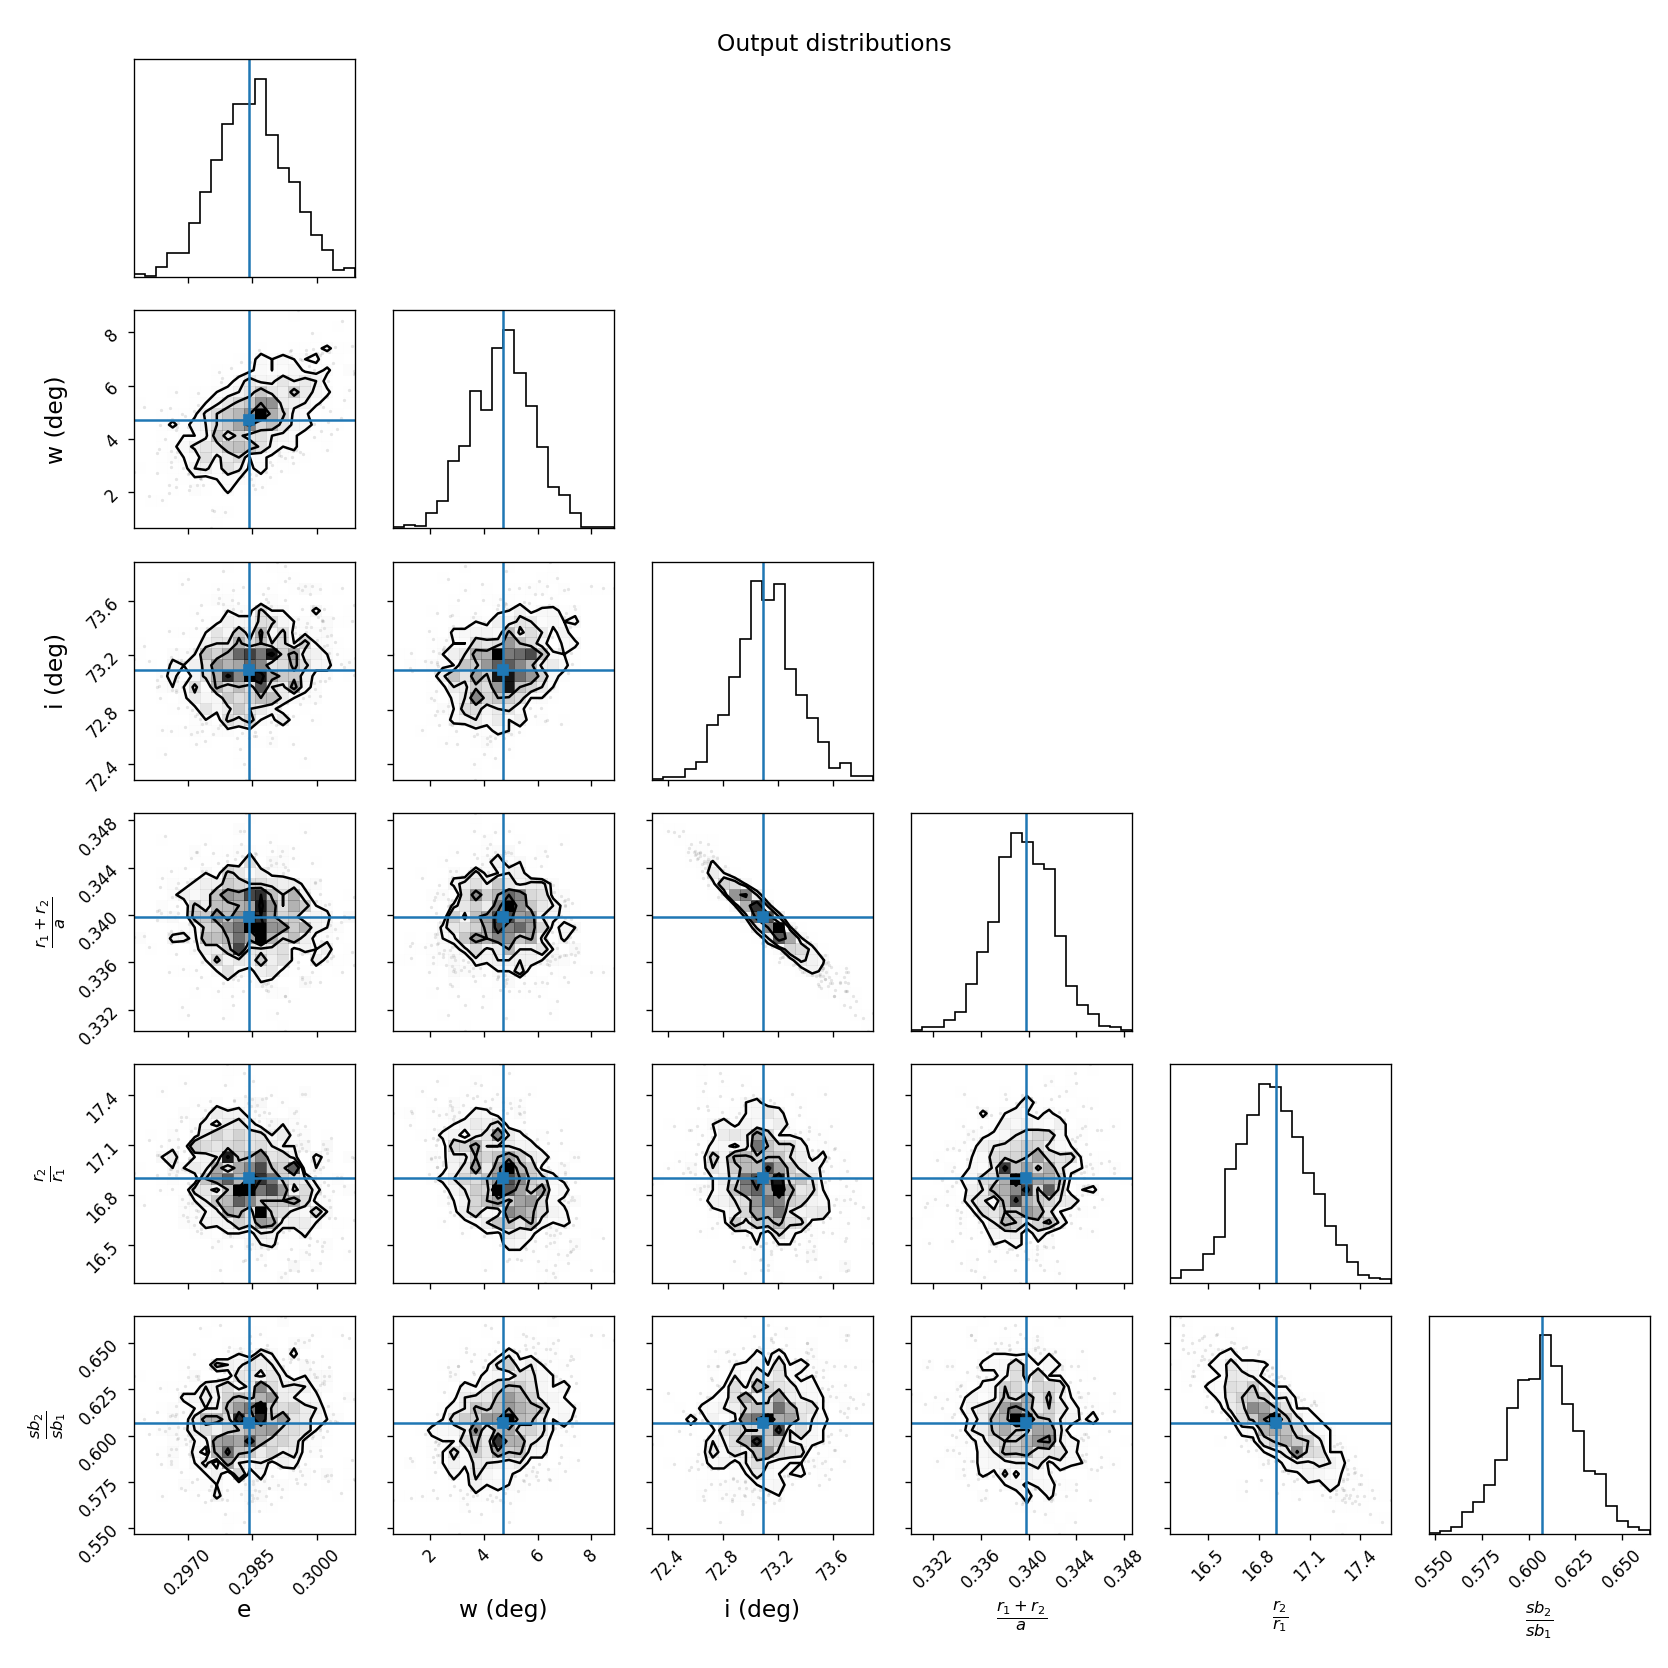 Output distributions
w (deg)
8
6
4
2
i (deg)
73.6
73.2
72.8
72.4
r₁ + r₂
a
0.348
0.344
0.340
0.336
0.332
r₂
r₁
17.4
17.1
16.8
16.5
sb₂
sb₁
0.650
0.625
0.600
0.575
0.550
0.2970 0.2985 0.3000 2 4 6 8 72.4 72.8 73.2 73.6 0.332 0.336 0.340 0.344 0.348 16.5 16.8 17.1 17.4 0.550 0.575 0.600 0.625 0.650
e w (deg) i (deg) r₁ + r₂ r₂ sb₂
a r₁ sb₁